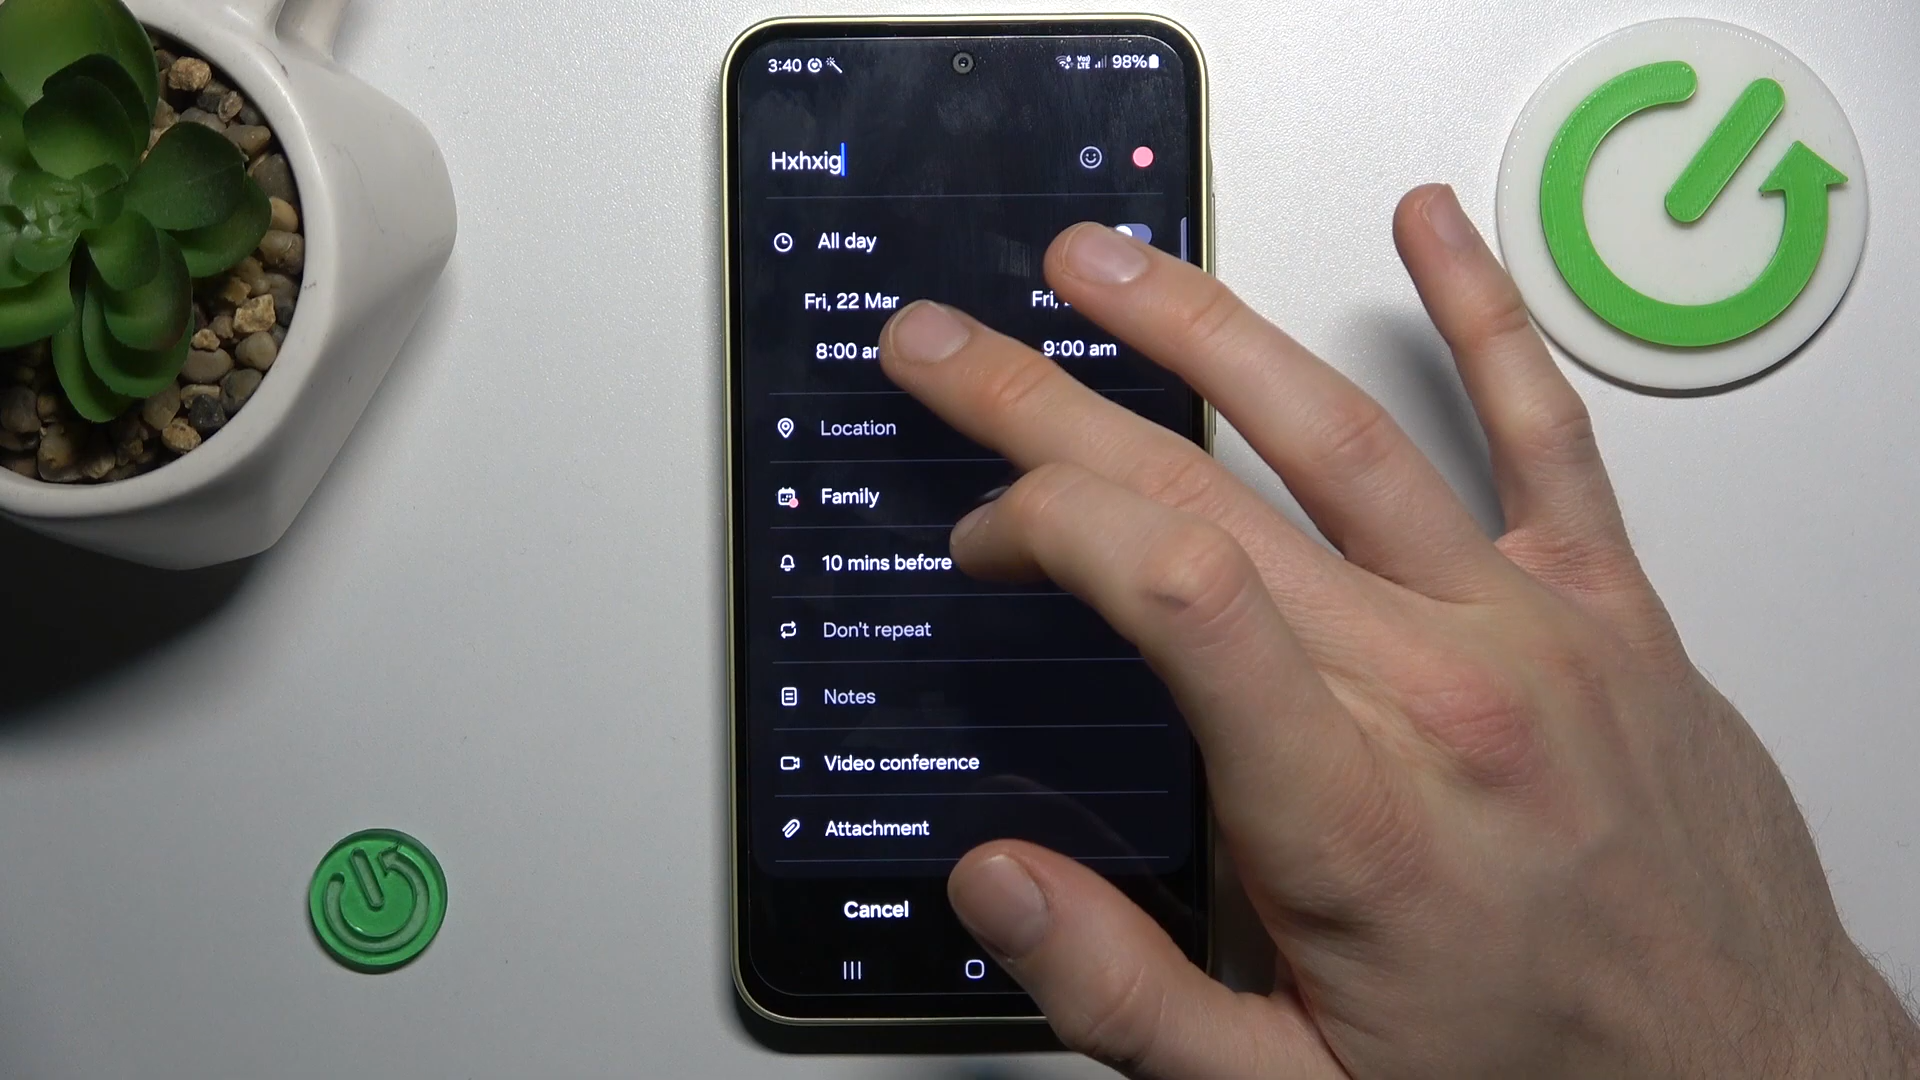 3:40 98%
Hxhxig
All day
Fri, 22 Mar Fri,
8:00 9:00 am
Location
Family
10 mins before
Don't repeat
Notes
Video conference
Attachment
Cancel